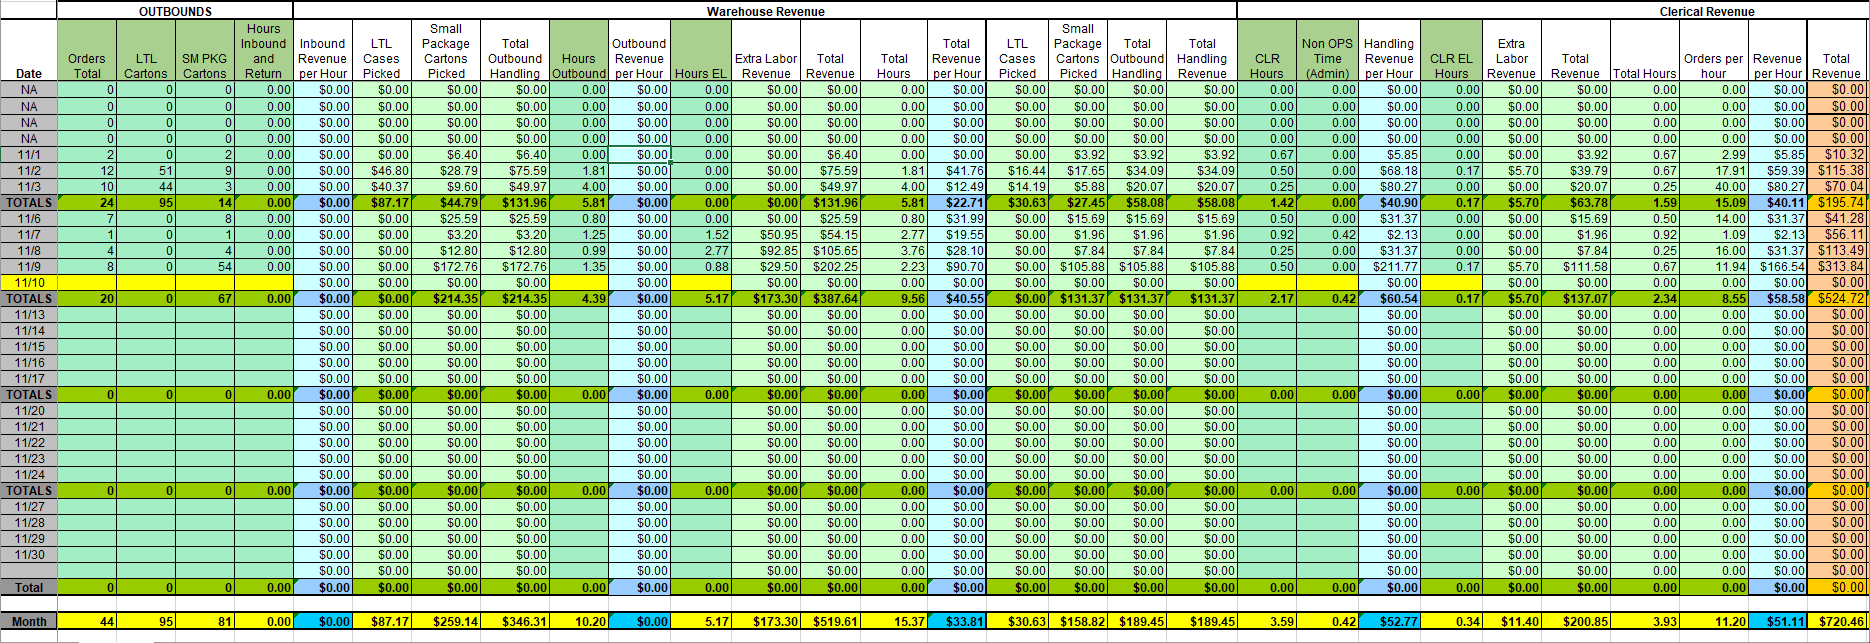 OUTBOUNDS Warehouse Revenue Clerical Revenue
Date Orders Total LTL Cartons SM PKG Cartons Hours Inbound and Return Inbound Revenue per Hour LTL Cases Picked Small Package Cartons Picked Total Outbound Handling Hours Outbound Outbound Revenue per Hour Hours EL Extra Labor Revenue Total Revenue Total Hours Total Revenue per Hour LTL Cases Picked Small Package Cartons Picked Total Outbound Handling Total Handling Revenue CLR Hours Non OPS Time (Admin) Handling Revenue per Hour CLR EL Hours Extra Labor Revenue Total Revenue Total Hours Orders per hour Revenue per Hour Total Revenue
NA 0 0 0 0.00 $0.00 $0.00 $0.00 $0.00 0.00 $0.00 0.00 $0.00 $0.00 0.00 $0.00 $0.00 $0.00 $0.00 $0.00 0.00 0.00 $0.00 0.00 $0.00 $0.00 0.00 0.00 $0.00 $0.00
NA 0 0 0 0.00 $0.00 $0.00 $0.00 $0.00 0.00 $0.00 0.00 $0.00 $0.00 0.00 $0.00 $0.00 $0.00 $0.00 $0.00 0.00 0.00 $0.00 0.00 $0.00 $0.00 0.00 0.00 $0.00 $0.00
NA 0 0 0 0.00 $0.00 $0.00 $0.00 $0.00 0.00 $0.00 0.00 $0.00 $0.00 0.00 $0.00 $0.00 $0.00 $0.00 $0.00 0.00 0.00 $0.00 0.00 $0.00 $0.00 0.00 0.00 $0.00 $0.00
NA 0 0 0 0.00 $0.00 $0.00 $0.00 $0.00 0.00 $0.00 0.00 $0.00 $0.00 0.00 $0.00 $0.00 $0.00 $0.00 $0.00 0.00 0.00 $0.00 0.00 $0.00 $0.00 0.00 0.00 $0.00 $0.00
11/1 2 0 2 0.00 $0.00 $0.00 $6.40 $6.40 0.00 $0.00 0.00 $0.00 $6.40 0.00 $0.00 $0.00 $3.92 $3.92 $3.92 0.67 0.00 $5.85 0.00 $0.00 $3.92 0.67 2.99 $5.85 $10.32
11/2 12 51 9 0.00 $0.00 $46.80 $28.79 $75.59 1.81 $0.00 0.00 $0.00 $75.59 1.81 $41.76 $16.44 $17.65 $34.09 $34.09 0.50 0.00 $68.18 0.17 $5.70 $39.79 0.67 17.91 $59.39 $115.38
11/3 10 44 3 0.00 $0.00 $40.37 $9.60 $49.97 4.00 $0.00 0.00 $0.00 $49.97 4.00 $12.49 $14.19 $5.88 $20.07 $20.07 0.25 0.00 $80.27 0.00 $0.00 $20.07 0.25 40.00 $80.27 $70.04
TOTALS 24 95 14 0.00 $0.00 $87.17 $44.79 $131.96 5.81 $0.00 0.00 $0.00 $131.96 5.81 $22.71 $30.63 $27.45 $58.08 $58.08 1.42 0.00 $40.90 0.17 $5.70 $63.78 1.59 15.09 $40.11 $195.74
11/6 7 0 8 0.00 $0.00 $0.00 $25.59 $25.59 0.80 $0.00 0.00 $0.00 $25.59 0.80 $31.99 $0.00 $15.69 $15.69 $15.69 0.50 0.00 $31.37 0.00 $0.00 $15.69 0.50 14.00 $31.37 $41.28
11/7 1 0 1 0.00 $0.00 $0.00 $3.20 $3.20 1.25 $0.00 1.52 $50.95 $54.15 2.77 $19.55 $0.00 $1.96 $1.96 $1.96 0.92 0.42 $2.13 0.00 $0.00 $1.96 0.92 1.09 $2.13 $56.11
11/8 4 0 4 0.00 $0.00 $0.00 $12.80 $12.80 0.99 $0.00 2.77 $92.85 $105.65 3.76 $28.10 $0.00 $7.84 $7.84 $7.84 0.25 0.00 $31.37 0.00 $0.00 $7.84 0.25 16.00 $31.37 $113.49
11/9 8 0 54 0.00 $0.00 $0.00 $172.76 $172.76 1.35 $0.00 0.88 $29.50 $202.25 2.23 $90.70 $0.00 $105.88 $105.88 $105.88 0.50 0.00 $211.77 0.17 $5.70 $111.58 0.67 11.94 $166.54 $313.84
11/10 $0.00 $0.00 $0.00 $0.00 $0.00 $0.00 $0.00 0.00 $0.00 $0.00 $0.00 $0.00 $0.00 $0.00 $0.00 $0.00 0.00 0.00 $0.00 $0.00
TOTALS 20 0 67 0.00 $0.00 $0.00 $214.35 $214.35 4.39 $0.00 5.17 $173.30 $387.64 9.56 $40.55 $0.00 $131.37 $131.37 $131.37 2.17 0.42 $60.54 0.17 $5.70 $137.07 2.34 8.55 $58.58 $524.72
11/13 $0.00 $0.00 $0.00 $0.00 $0.00 $0.00 $0.00 0.00 $0.00 $0.00 $0.00 $0.00 $0.00 $0.00 $0.00 $0.00 0.00 0.00 $0.00 $0.00
11/14 $0.00 $0.00 $0.00 $0.00 $0.00 $0.00 $0.00 0.00 $0.00 $0.00 $0.00 $0.00 $0.00 $0.00 $0.00 $0.00 0.00 0.00 $0.00 $0.00
11/15 $0.00 $0.00 $0.00 $0.00 $0.00 $0.00 $0.00 0.00 $0.00 $0.00 $0.00 $0.00 $0.00 $0.00 $0.00 $0.00 0.00 0.00 $0.00 $0.00
11/16 $0.00 $0.00 $0.00 $0.00 $0.00 $0.00 $0.00 0.00 $0.00 $0.00 $0.00 $0.00 $0.00 $0.00 $0.00 $0.00 0.00 0.00 $0.00 $0.00
11/17 $0.00 $0.00 $0.00 $0.00 $0.00 $0.00 $0.00 0.00 $0.00 $0.00 $0.00 $0.00 $0.00 $0.00 $0.00 $0.00 0.00 0.00 $0.00 $0.00
TOTALS 0 0 0 0.00 $0.00 $0.00 $0.00 $0.00 0.00 $0.00 0.00 $0.00 $0.00 0.00 $0.00 $0.00 $0.00 $0.00 $0.00 0.00 0.00 $0.00 0.00 $0.00 $0.00 0.00 0.00 $0.00 $0.00
11/20 $0.00 $0.00 $0.00 $0.00 $0.00 $0.00 $0.00 0.00 $0.00 $0.00 $0.00 $0.00 $0.00 $0.00 $0.00 $0.00 0.00 0.00 $0.00 $0.00
11/21 $0.00 $0.00 $0.00 $0.00 $0.00 $0.00 $0.00 0.00 $0.00 $0.00 $0.00 $0.00 $0.00 $0.00 $0.00 $0.00 0.00 0.00 $0.00 $0.00
11/22 $0.00 $0.00 $0.00 $0.00 $0.00 $0.00 $0.00 0.00 $0.00 $0.00 $0.00 $0.00 $0.00 $0.00 $0.00 $0.00 0.00 0.00 $0.00 $0.00
11/23 $0.00 $0.00 $0.00 $0.00 $0.00 $0.00 $0.00 0.00 $0.00 $0.00 $0.00 $0.00 $0.00 $0.00 $0.00 $0.00 0.00 0.00 $0.00 $0.00
11/24 $0.00 $0.00 $0.00 $0.00 $0.00 $0.00 $0.00 0.00 $0.00 $0.00 $0.00 $0.00 $0.00 $0.00 $0.00 $0.00 0.00 0.00 $0.00 $0.00
TOTALS 0 0 0 0.00 $0.00 $0.00 $0.00 $0.00 0.00 $0.00 0.00 $0.00 $0.00 0.00 $0.00 $0.00 $0.00 $0.00 $0.00 0.00 0.00 $0.00 0.00 $0.00 $0.00 0.00 0.00 $0.00 $0.00
11/27 $0.00 $0.00 $0.00 $0.00 $0.00 $0.00 $0.00 0.00 $0.00 $0.00 $0.00 $0.00 $0.00 $0.00 $0.00 $0.00 0.00 0.00 $0.00 $0.00
11/28 $0.00 $0.00 $0.00 $0.00 $0.00 $0.00 $0.00 0.00 $0.00 $0.00 $0.00 $0.00 $0.00 $0.00 $0.00 $0.00 0.00 0.00 $0.00 $0.00
11/29 $0.00 $0.00 $0.00 $0.00 $0.00 $0.00 $0.00 0.00 $0.00 $0.00 $0.00 $0.00 $0.00 $0.00 $0.00 $0.00 0.00 0.00 $0.00 $0.00
11/30 $0.00 $0.00 $0.00 $0.00 $0.00 $0.00 $0.00 0.00 $0.00 $0.00 $0.00 $0.00 $0.00 $0.00 $0.00 $0.00 0.00 0.00 $0.00 $0.00
$0.00 $0.00 $0.00 $0.00 $0.00 $0.00 $0.00 0.00 $0.00 $0.00 $0.00 $0.00 $0.00 $0.00 $0.00 $0.00 0.00 0.00 $0.00 $0.00
Total 0 0 0 0.00 $0.00 $0.00 $0.00 $0.00 0.00 $0.00 0.00 $0.00 $0.00 0.00 $0.00 $0.00 $0.00 $0.00 $0.00 0.00 0.00 $0.00 0.00 $0.00 $0.00 0.00 0.00 $0.00 $0.00
Month 44 95 81 0.00 $0.00 $87.17 $259.14 $346.31 10.20 $0.00 5.17 $173.30 $519.61 15.37 $33.81 $30.63 $158.82 $189.45 $189.45 3.59 0.42 $52.77 0.34 $11.40 $200.85 3.93 11.20 $51.11 $720.46